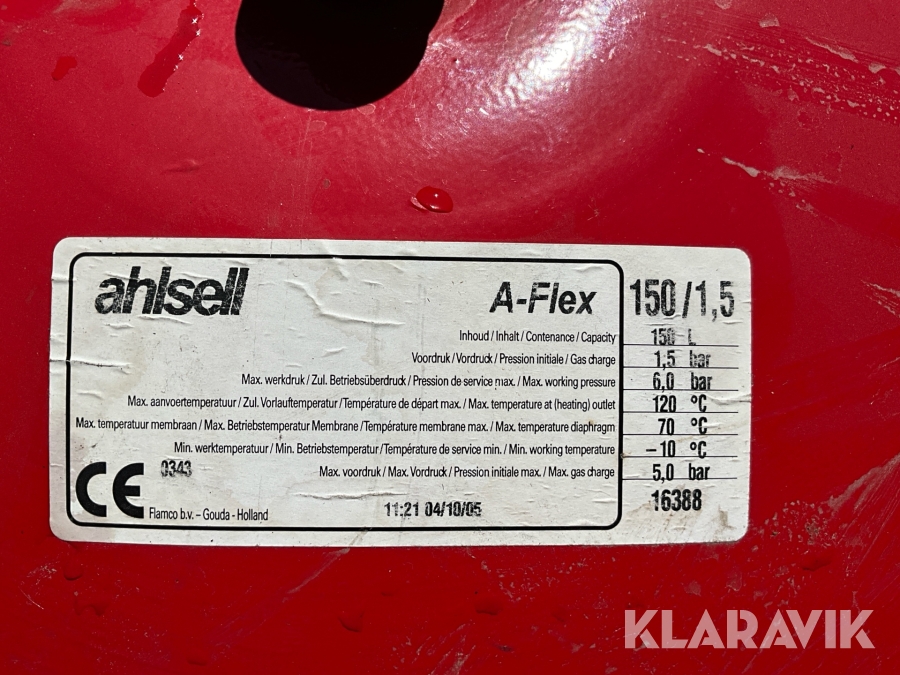 ahlsell A-Flex 150/1,5
Inhoud / Inhalt / Contenance / Capacity 150 L
Voordruk / Vordruck / Pression initiale / Gas charge 1,5 bar
Max. werkdruk / Zul. Betriebsüberdruck / Pression de service max. / Max. working pressure 6,0 bar
Max. aanvoertemperatuur / Zul. Vorlauftemperatur / Température de départ max. / Max. temperature at (heating) outlet 120 °C
Max. temperatuur membraan / Max. Betriebstemperatur Membrane / Température membrane max. / Max. temperature diaphragm 70 °C
Min. werktemperatuur / Min. Betriebstemperatur / Température de service min. / Min. working temperature –10 °C
Max. voordruk / Max. Vordruck / Pression initiale max. / Max. gas charge 5,0 bar
CE 0343
Flamco b.v. – Gouda - Holland 11:21 04/10/05 16388
KLARAVIK